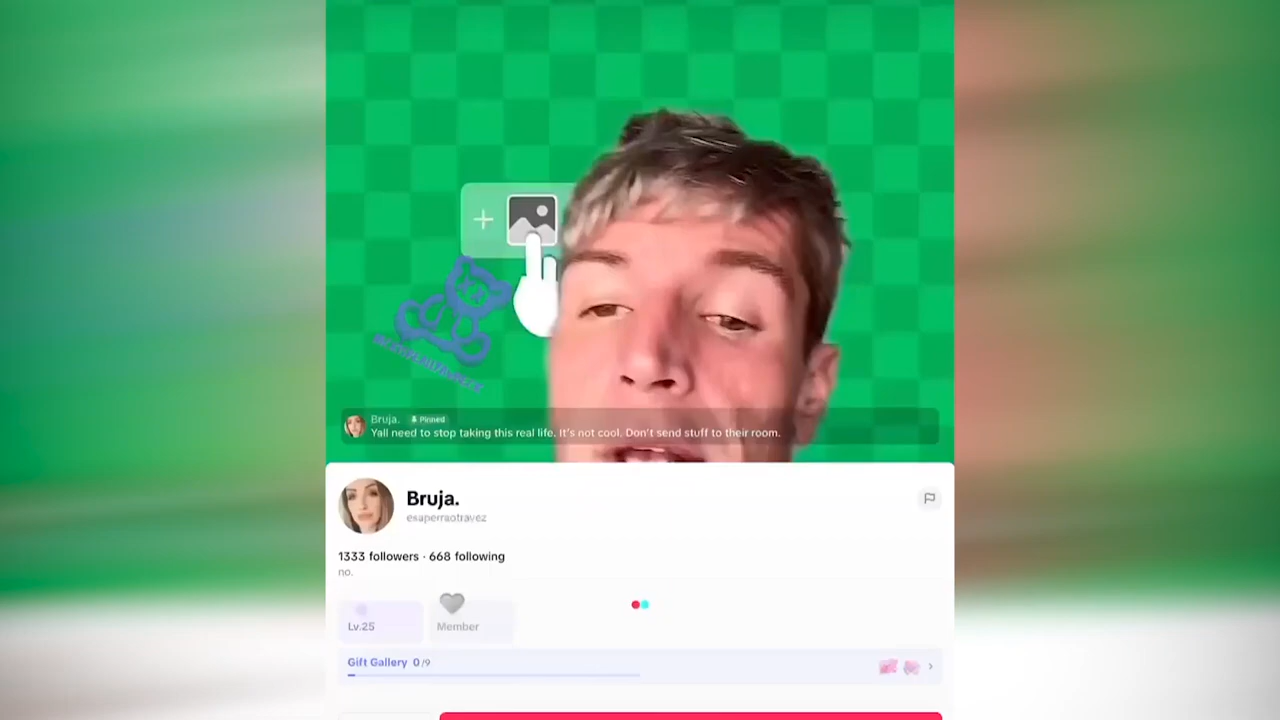 Bruja. Pinned
Yall need to stop taking this real life. It's not cool. Don't send stuff to their room.
Bruja.
esaperraotravez
1333 followers · 668 following
no.
Lv.25
Member
Gift Gallery 0/9